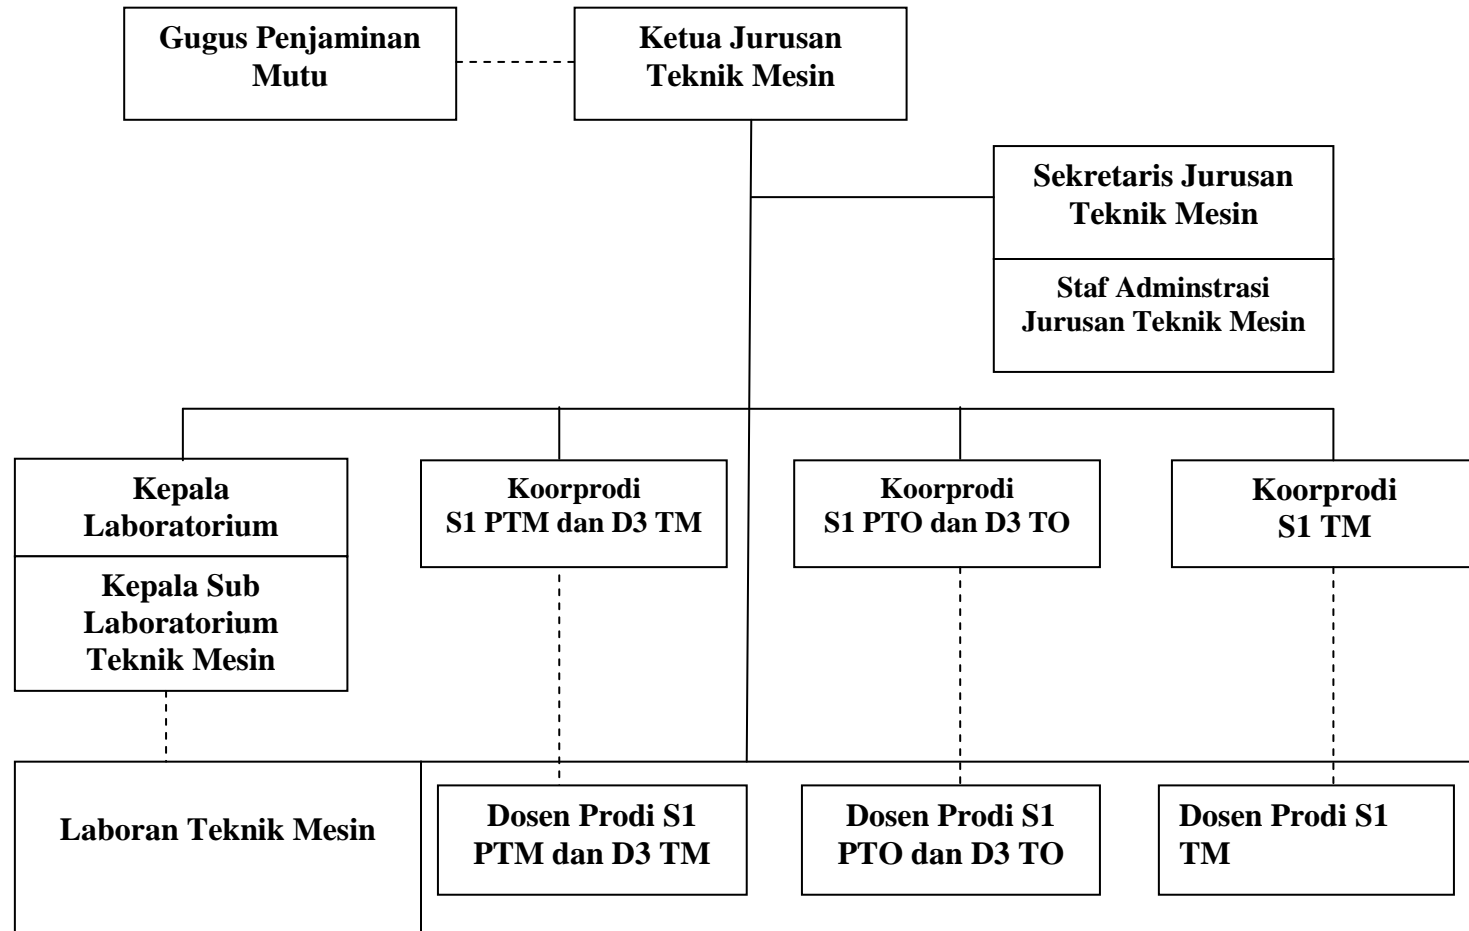 Gugus Penjaminan
Mutu
Ketua Jurusan
Teknik Mesin
Sekretaris Jurusan
Teknik Mesin
Staf Adminstrasi
Jurusan Teknik Mesin
Kepala
Laboratorium
Kepala Sub
Laboratorium
Teknik Mesin
Koorprodi
S1 PTM dan D3 TM
Koorprodi
S1 PTO dan D3 TO
Koorprodi
S1 TM
Laboran Teknik Mesin
Dosen Prodi S1
PTM dan D3 TM
Dosen Prodi S1
PTO dan D3 TO
Dosen Prodi S1
TM